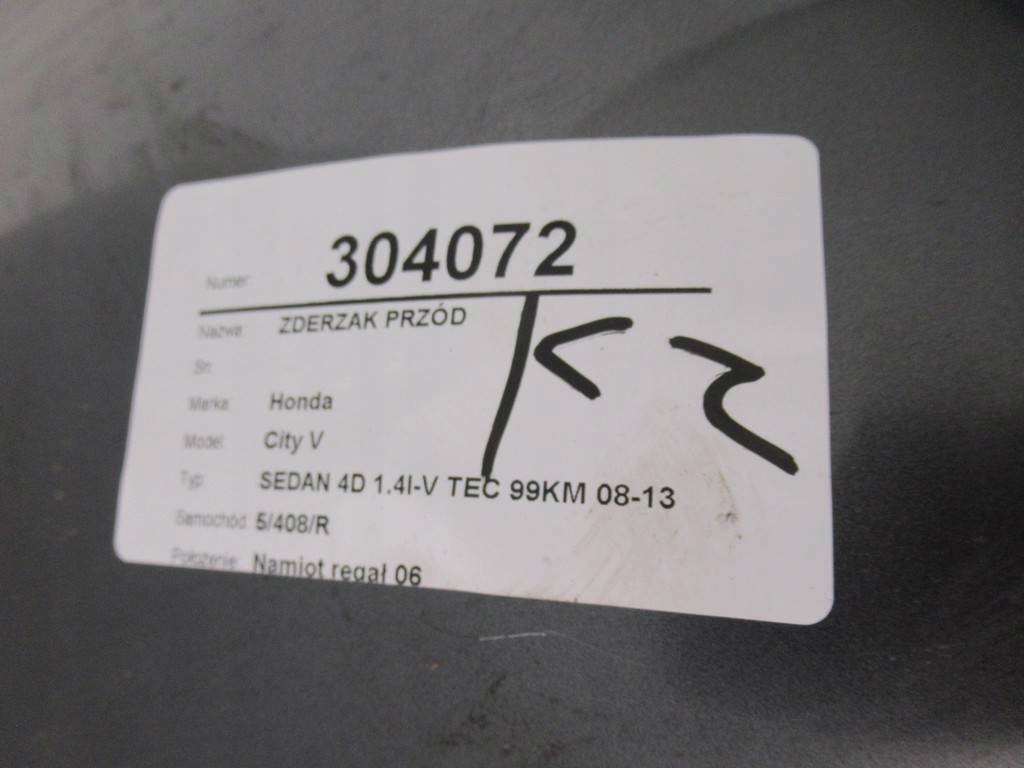 Numer: 304072
Nazwa: ZDERZAK PRZÓD
Sn:
Marka: Honda
Model: City V
Typ: SEDAN 4D 1.4I-V TEC 99KM 08-13
Samochód: 5/408/R
Położenie: Namiot regał 06